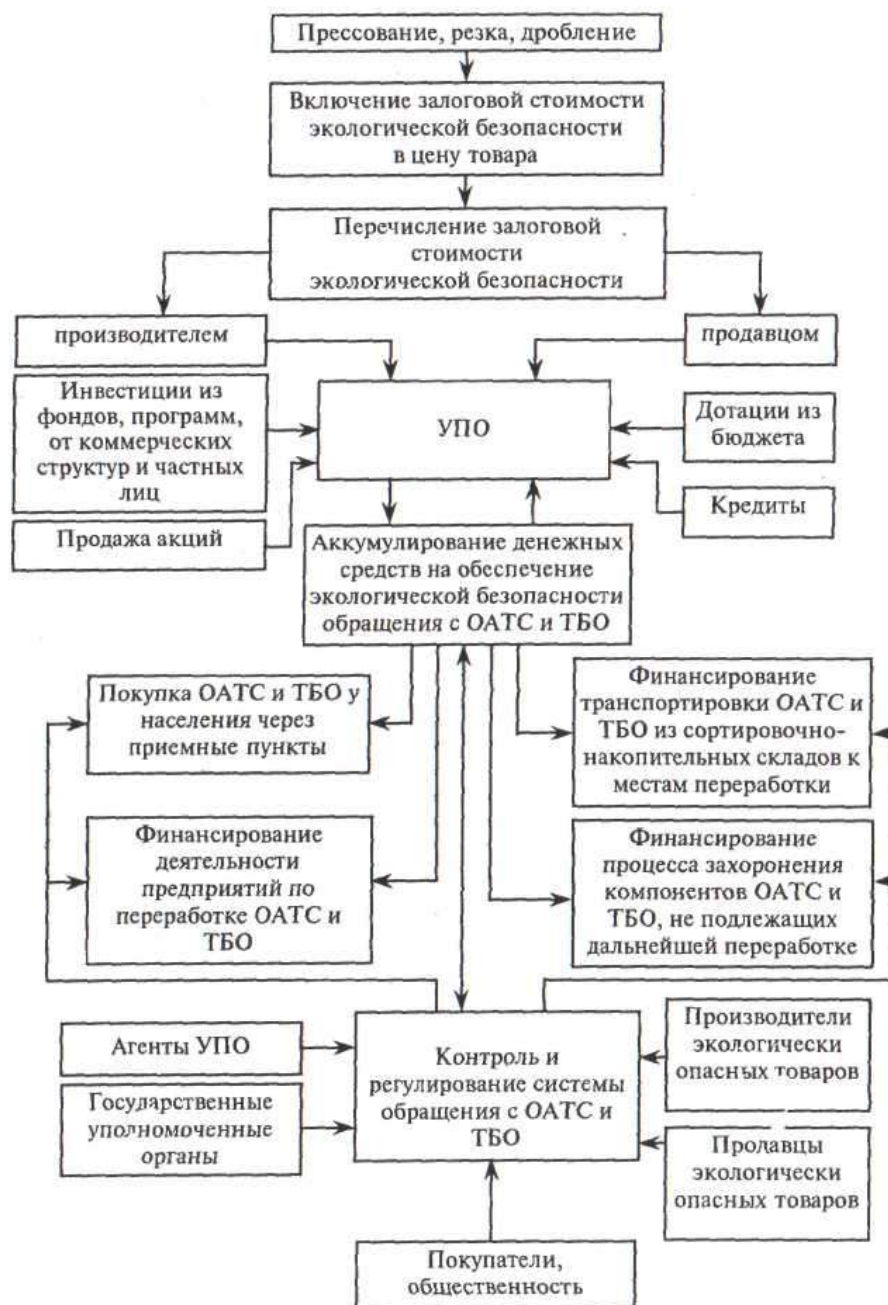 Прессование, резка, дробление
Включение залоговой стоимости
экологической безопасности
в цену товара
Перечисление залоговой
стоимости
экологической безопасности
производителем
продавцом
Инвестиции из
фондов, программ,
от коммерческих
структур и частных
лиц
УПО
Дотации из
бюджета
Продажа акций
Кредиты
Аккумулирование денежных
средств на обеспечение
экологической безопасности
обращения с ОАТС и ТБО
Покупка ОАТС и ТБО у
населения через
приемные пункты
Финансирование
транспортировки ОАТС и
ТБО из сортировочно-
накопительных складов к
местам переработки
Финансирование
деятельности
предприятий по
переработке ОАТС и
ТБО
Финансирование
процесса захоронения
компонентов ОАТС и
ТБО, не подлежащих
дальнейшей переработке
Агенты УПО
Государственные
уполномоченные
органы
Контроль и
регулирование системы
обращения с ОАТС и
ТБО
Производители
экологически
опасных товаров
Продавцы
экологически
опасных товаров
Покупатели,
общественность